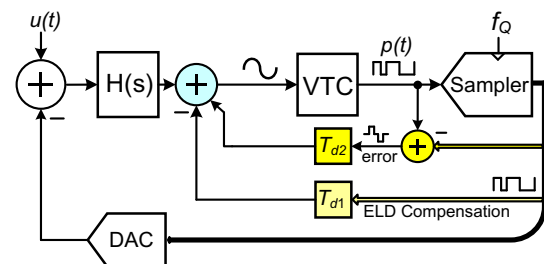 u(t)
H(s)
VTC
p(t)
f_Q
Sampler
T_d2
error
T_d1
ELD Compensation
DAC